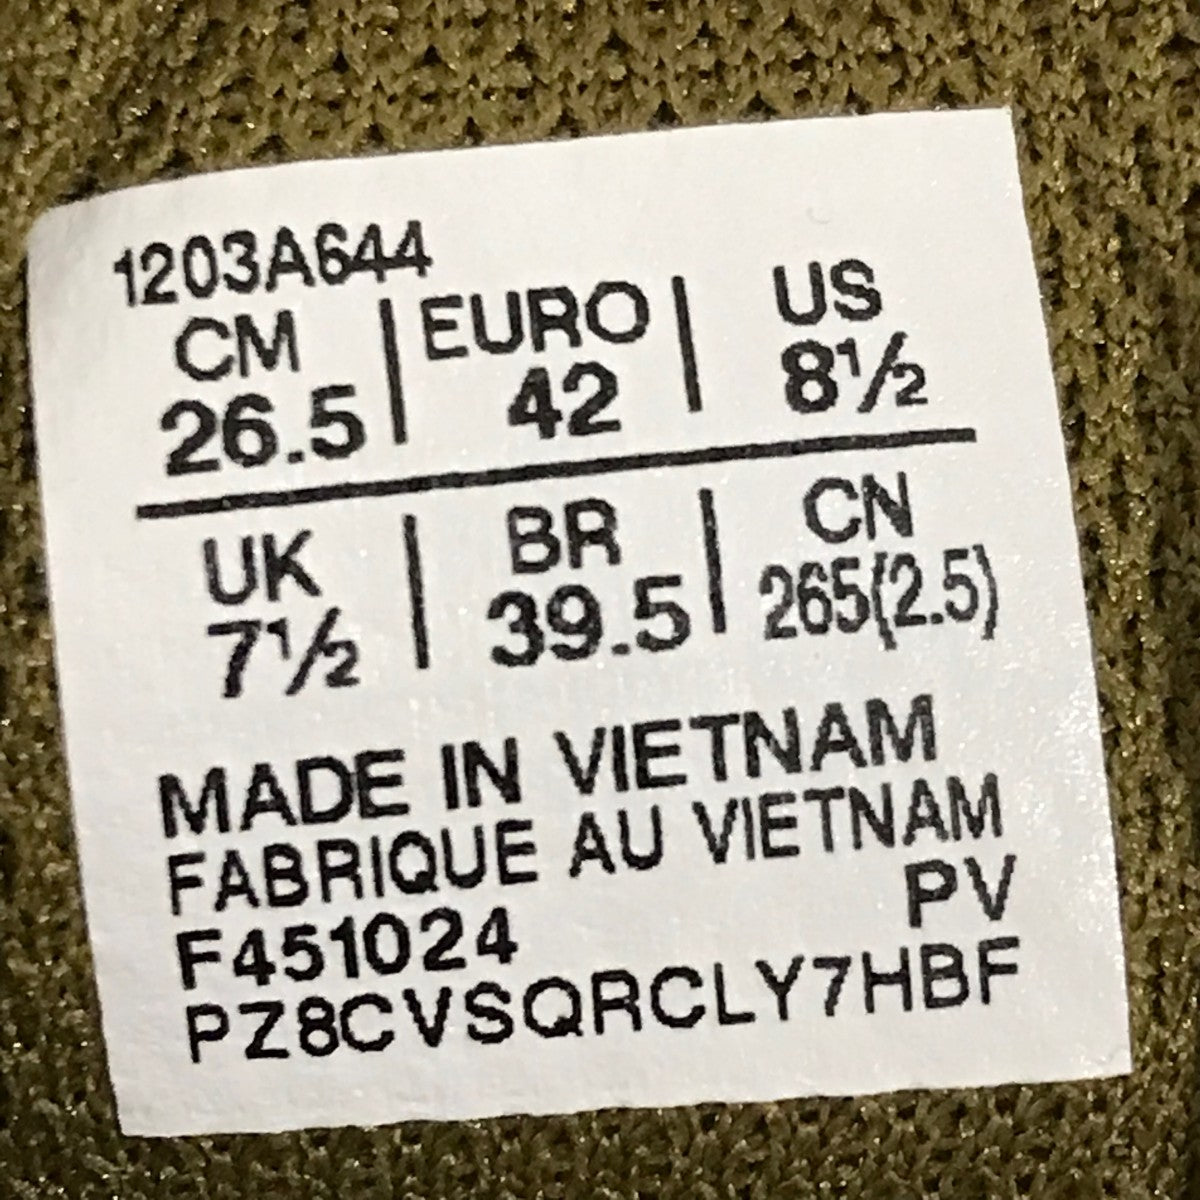 1203A644
CM | EURO | US
26.5 | 42 | 8½
UK | BR | CN
7½ | 39.5 | 265(2.5)
MADE IN VIETNAM
FABRIQUE AU VIETNAM
F451024 PV
PZ8CVSQRCLY7HBF